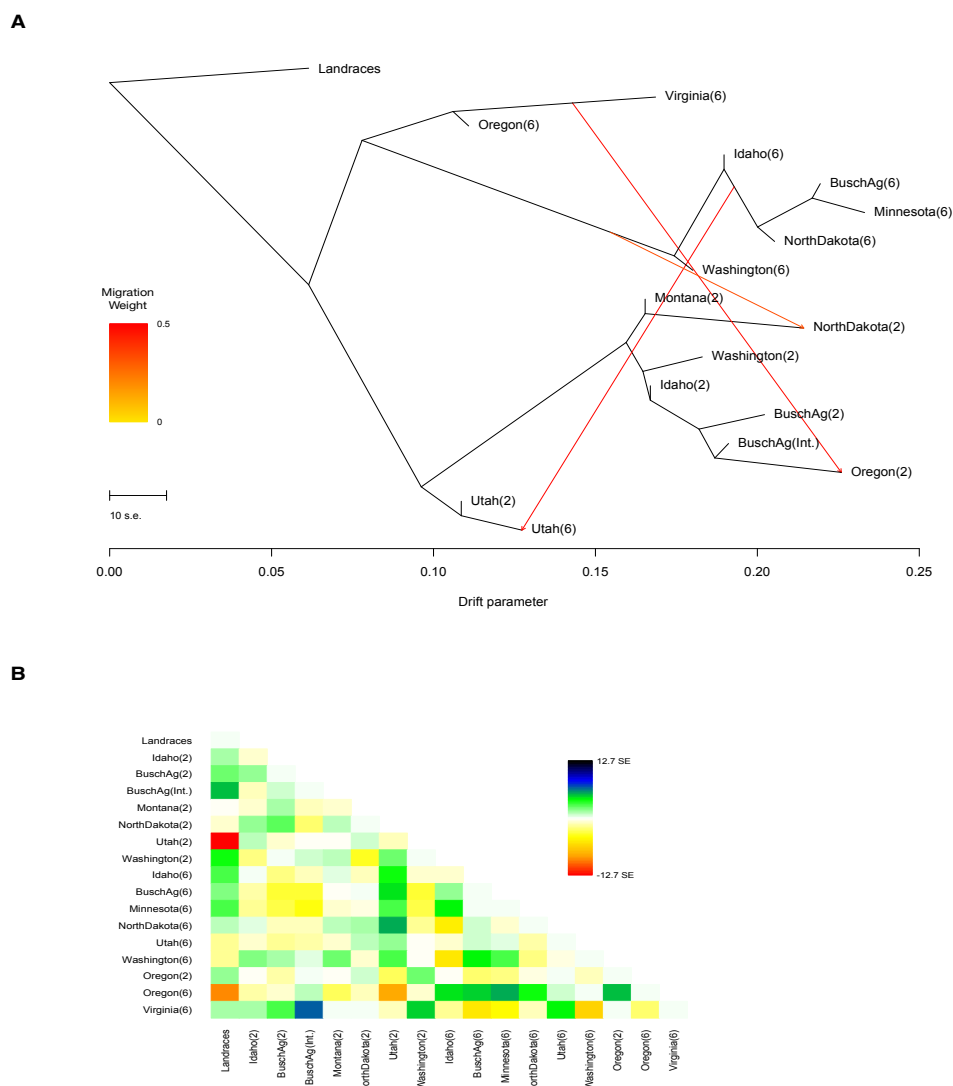 A
Landraces
Virginia(6)
Oregon(6)
Idaho(6)
BuschAg(6)
Minnesota(6)
NorthDakota(6)
Washington(6)
Montana(2)
NorthDakota(2)
Washington(2)
Idaho(2)
BuschAg(2)
BuschAg(Int.)
Oregon(2)
Utah(2)
Utah(6)
Migration
Weight
0.5
0
10 s.e.
0.00 0.05 0.10 0.15 0.20 0.25
Drift parameter
B
Landraces
Idaho(2)
BuschAg(2)
BuschAg(Int.)
Montana(2)
NorthDakota(2)
Utah(2)
Washington(2)
Idaho(6)
BuschAg(6)
Minnesota(6)
NorthDakota(6)
Utah(6)
Washington(6)
Oregon(2)
Oregon(6)
Virginia(6)
12.7 SE
-12.7 SE
Landraces
Idaho(2)
BuschAg(2)
BuschAg(Int.)
Montana(2)
orthDakota(2)
Utah(2)
Washington(2)
Idaho(6)
BuschAg(6)
Minnesota(6)
orthDakota(6)
Utah(6)
Washington(6)
Oregon(2)
Oregon(6)
Virginia(6)